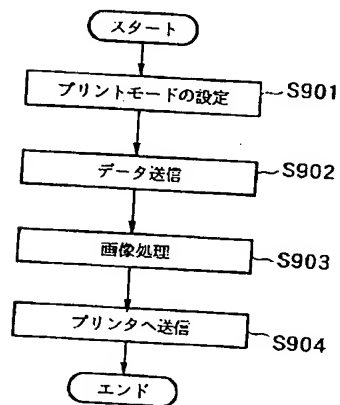 スタート
プリントモードの設定 S901
データ送信 S902
画像処理 S903
プリンタへ送信 S904
エンド